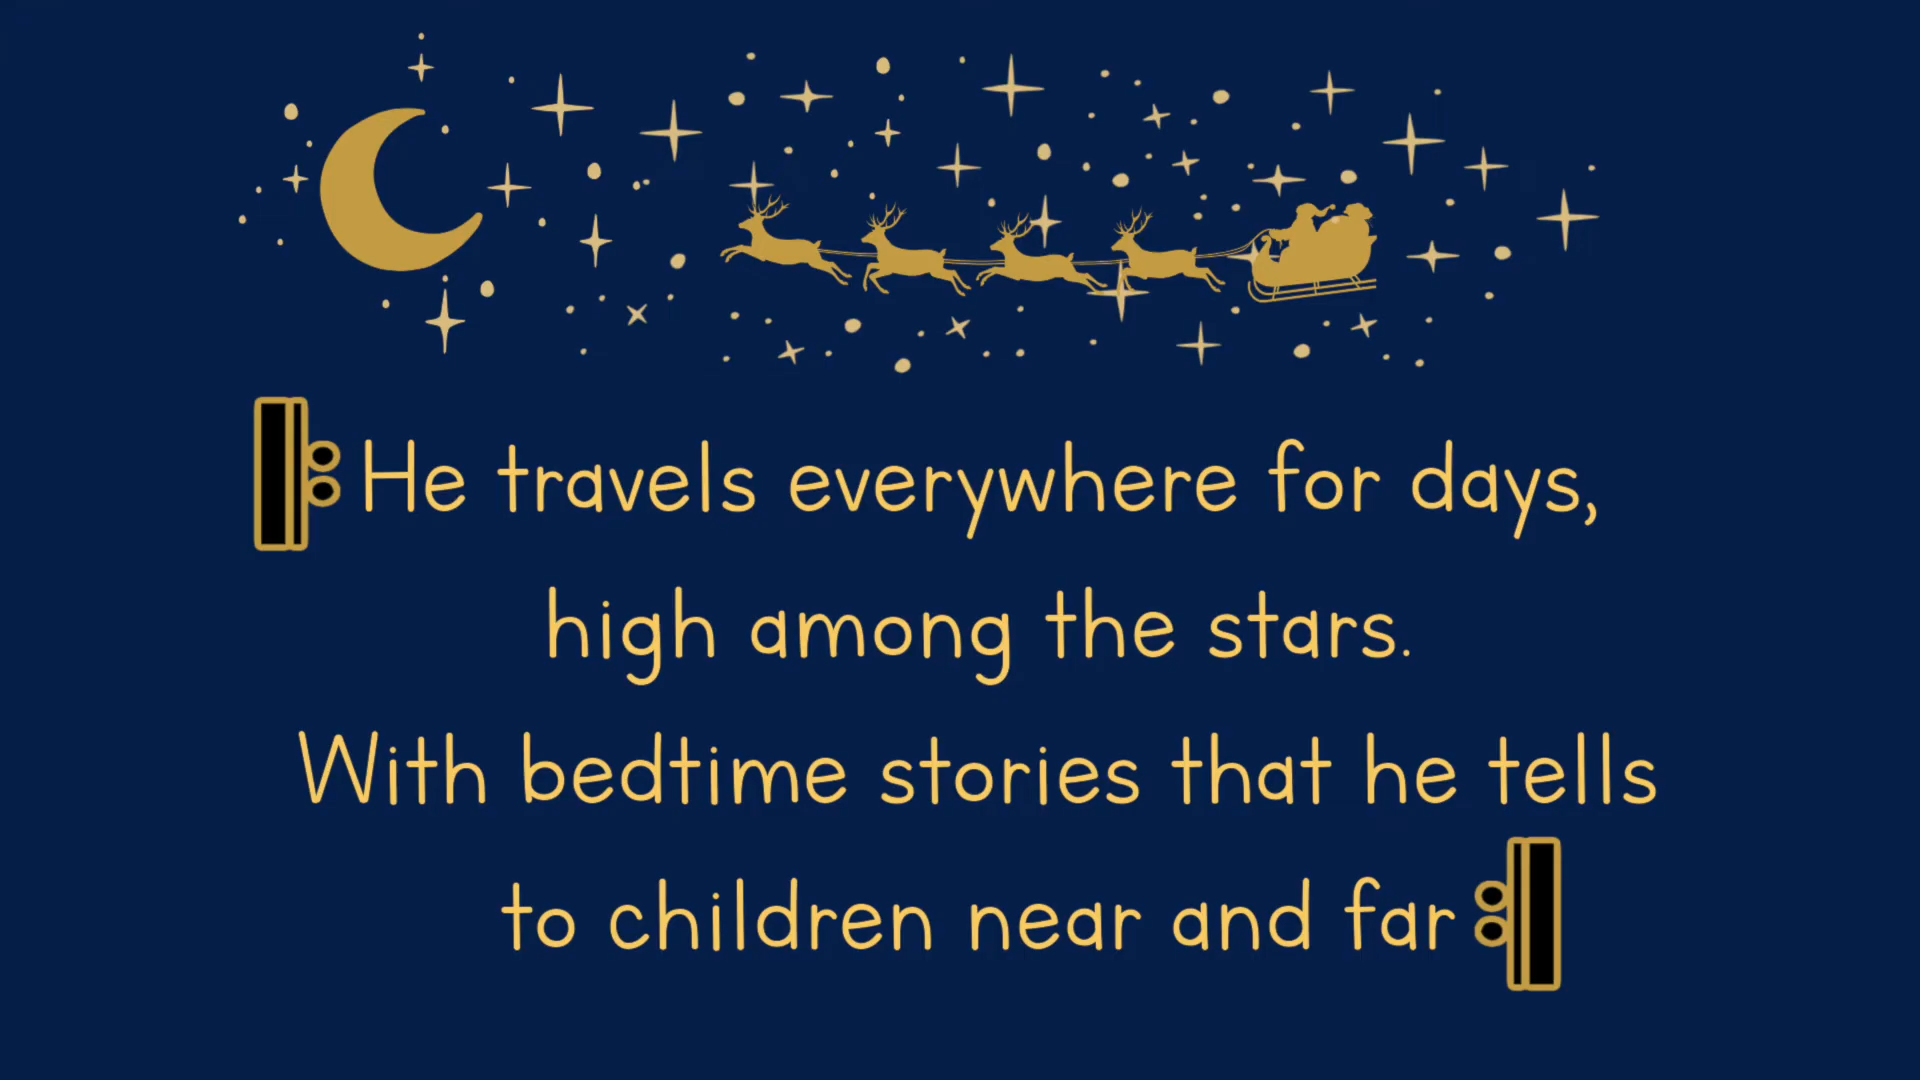 He travels everywhere for days,
high among the stars.
With bedtime stories that he tells
to children near and far